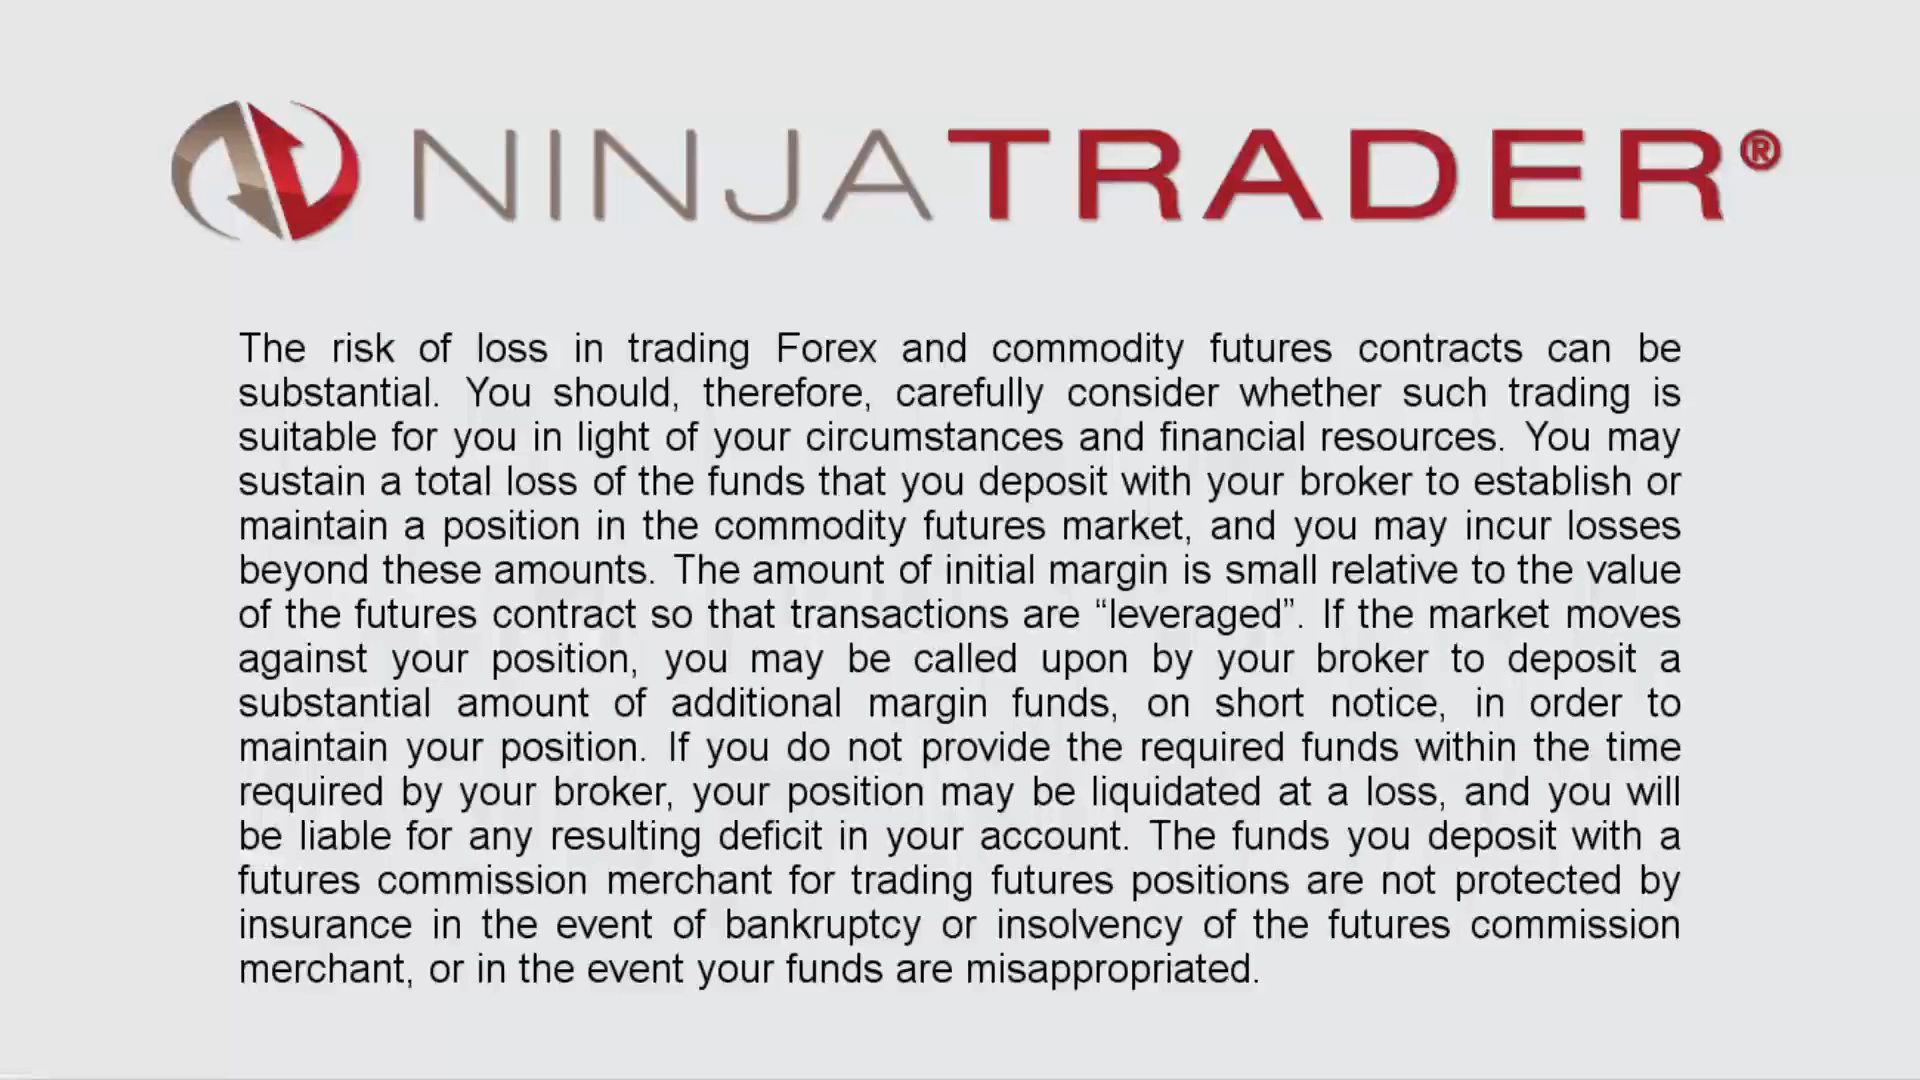 NINJATRADER®
The risk of loss in trading Forex and commodity futures contracts can be
substantial. You should, therefore, carefully consider whether such trading is
suitable for you in light of your circumstances and financial resources. You may
sustain a total loss of the funds that you deposit with your broker to establish or
maintain a position in the commodity futures market, and you may incur losses
beyond these amounts. The amount of initial margin is small relative to the value
of the futures contract so that transactions are “leveraged”. If the market moves
against your position, you may be called upon by your broker to deposit a
substantial amount of additional margin funds, on short notice, in order to
maintain your position. If you do not provide the required funds within the time
required by your broker, your position may be liquidated at a loss, and you will
be liable for any resulting deficit in your account. The funds you deposit with a
futures commission merchant for trading futures positions are not protected by
insurance in the event of bankruptcy or insolvency of the futures commission
merchant, or in the event your funds are misappropriated.